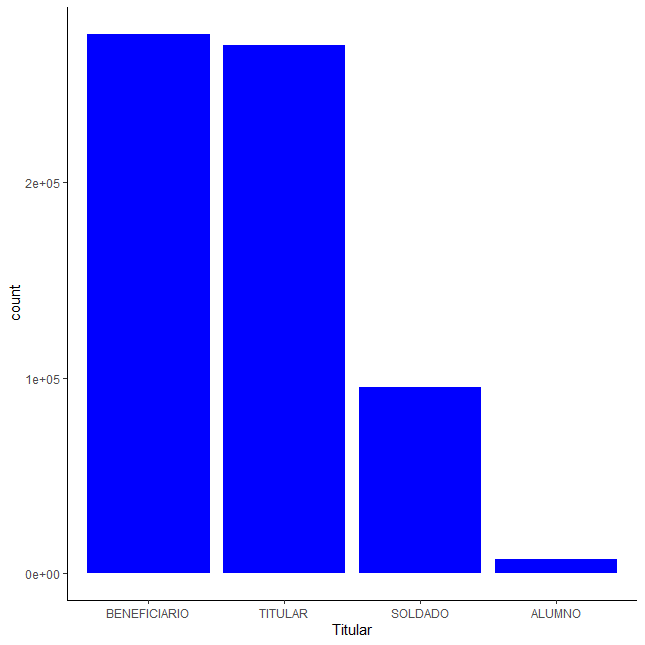 count
2e+05
1e+05
0e+00
BENEFICIARIO TITULAR SOLDADO ALUMNO
Titular